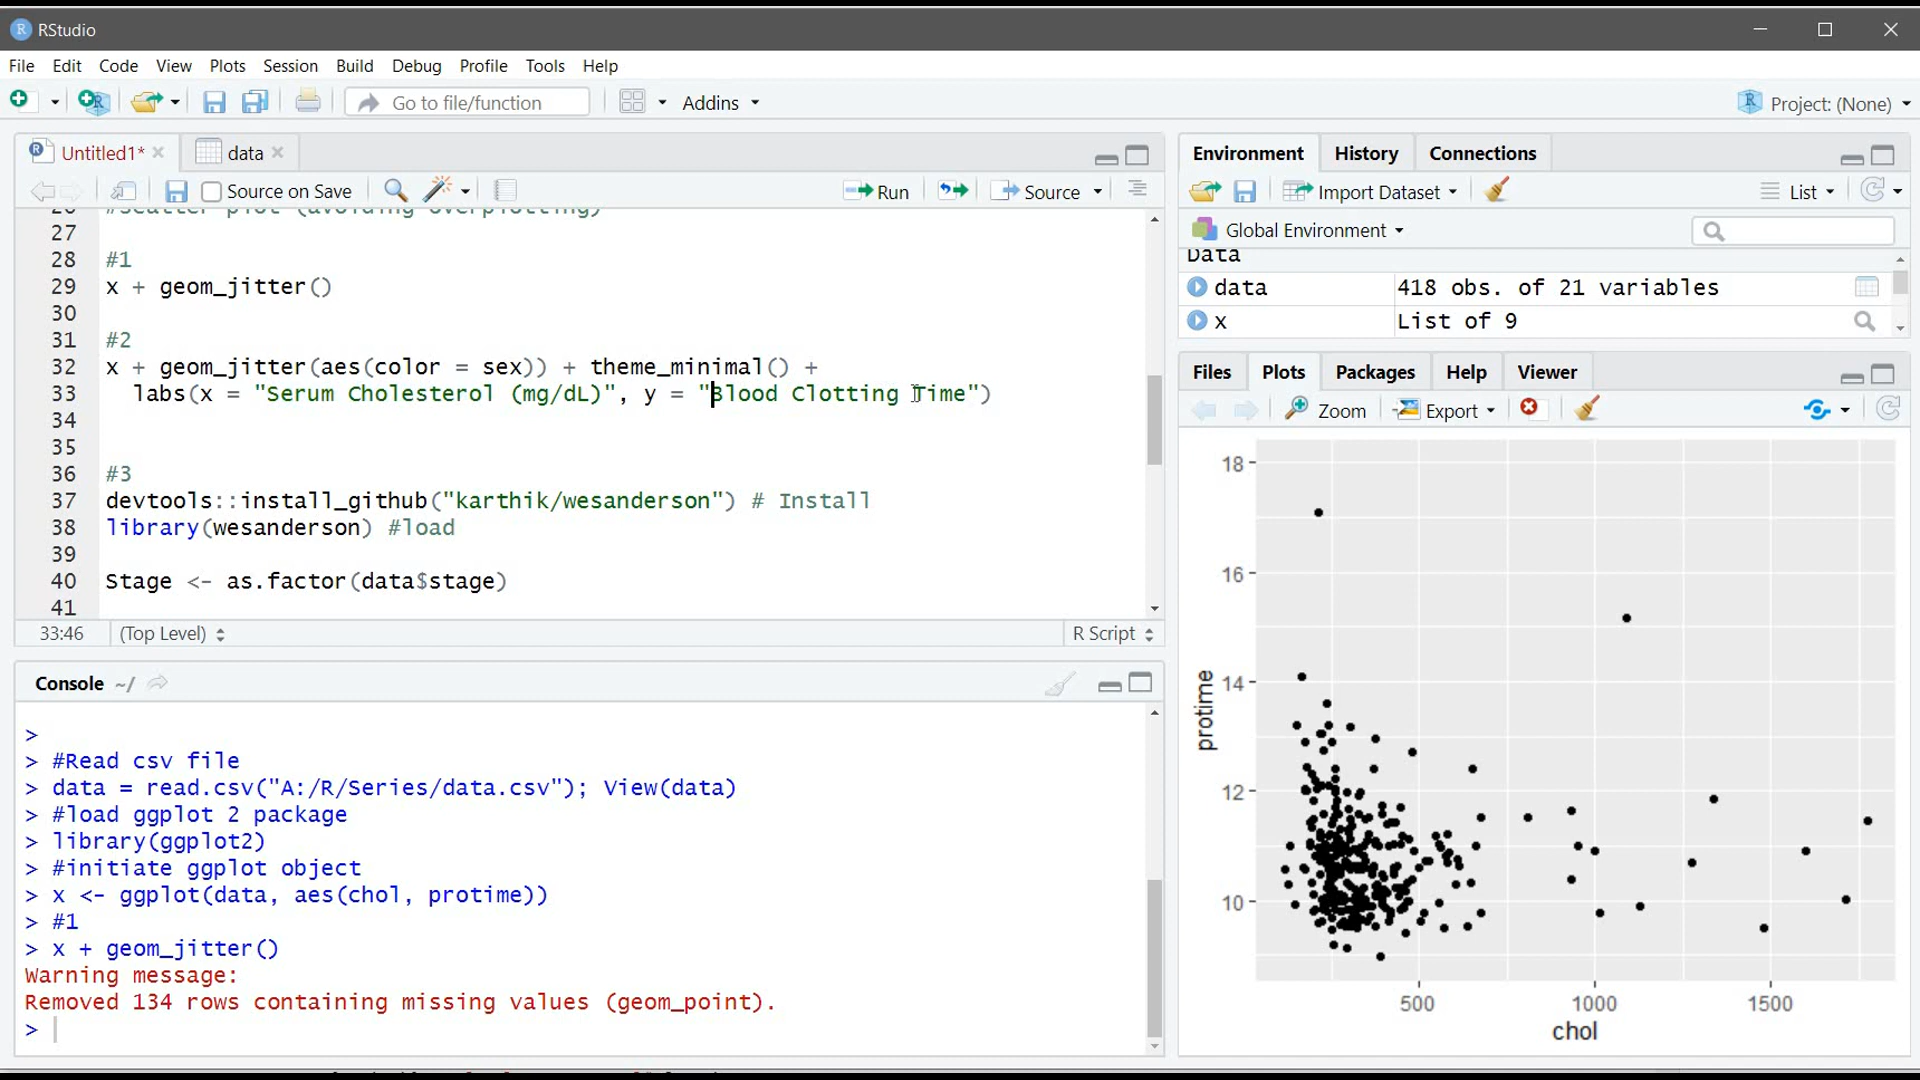 RStudio
File Edit Code View Plots Session Build Debug Profile Tools Help
Go to file/function
Addins
Project: (None)
Untitled1*
data
Source on Save
Run
Source
#Scatter plot (avoiding overplotting)
27
28 #1
29 x + geom_jitter()
30
31 #2
32 x + geom_jitter(aes(color = sex)) + theme_minimal() +
33 labs(x = "Serum Cholesterol (mg/dL)", y = "Blood Clotting Time")
34
35
36 #3
37 devtools::install_github("karthik/wesanderson") # Install
38 library(wesanderson) #load
39
40 Stage <- as.factor(data$stage)
41
33:46 (Top Level) R Script
Console ~/
>
> #Read csv file
> data = read.csv("A:/R/Series/data.csv"); View(data)
> #load ggplot 2 package
> library(ggplot2)
> #initiate ggplot object
> x <- ggplot(data, aes(chol, protime))
> #1
> x + geom_jitter()
Warning message:
Removed 134 rows containing missing values (geom_point).
>
Environment History Connections
Import Dataset
List
Global Environment
Data
data 418 obs. of 21 variables
x List of 9
Files Plots Packages Help Viewer
Zoom Export
18
16
14
12
10
protime
500 1000 1500
chol